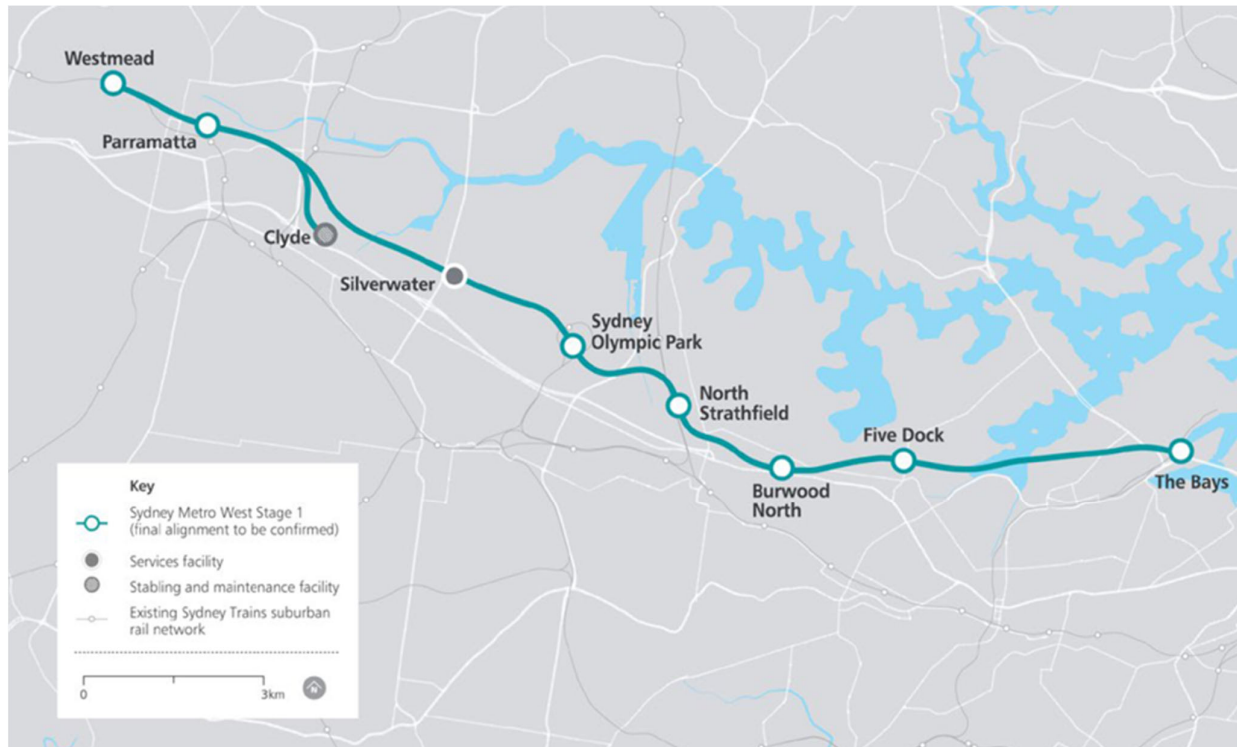 Westmead
Parramatta
Clyde
Silverwater
Sydney
Olympic Park
North
Strathfield
Five Dock
Burwood
North
The Bays
Key
Sydney Metro West Stage 1
(final alignment to be confirmed)
Services facility
Stabling and maintenance facility
Existing Sydney Trains suburban
rail network
0 3km
N